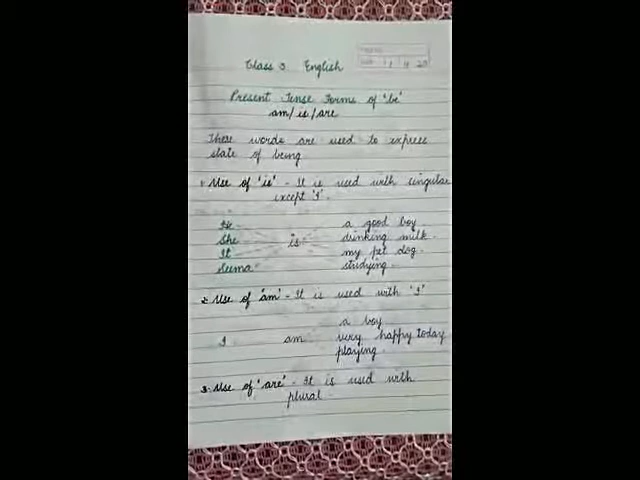 Class 3 English
Present Tense Forms of 'be'
am/is/are
These words are used to express
state of being
1. Use of 'is' - It is used with singular
except 'I'.
He
She
It
Seema
is
a good boy.
drinking milk.
my pet dog.
studying.
2. Use of 'am' - It is used with 'I'
I
am
a boy
very happy today
playing.
3. Use of 'are' - It is used with
plural